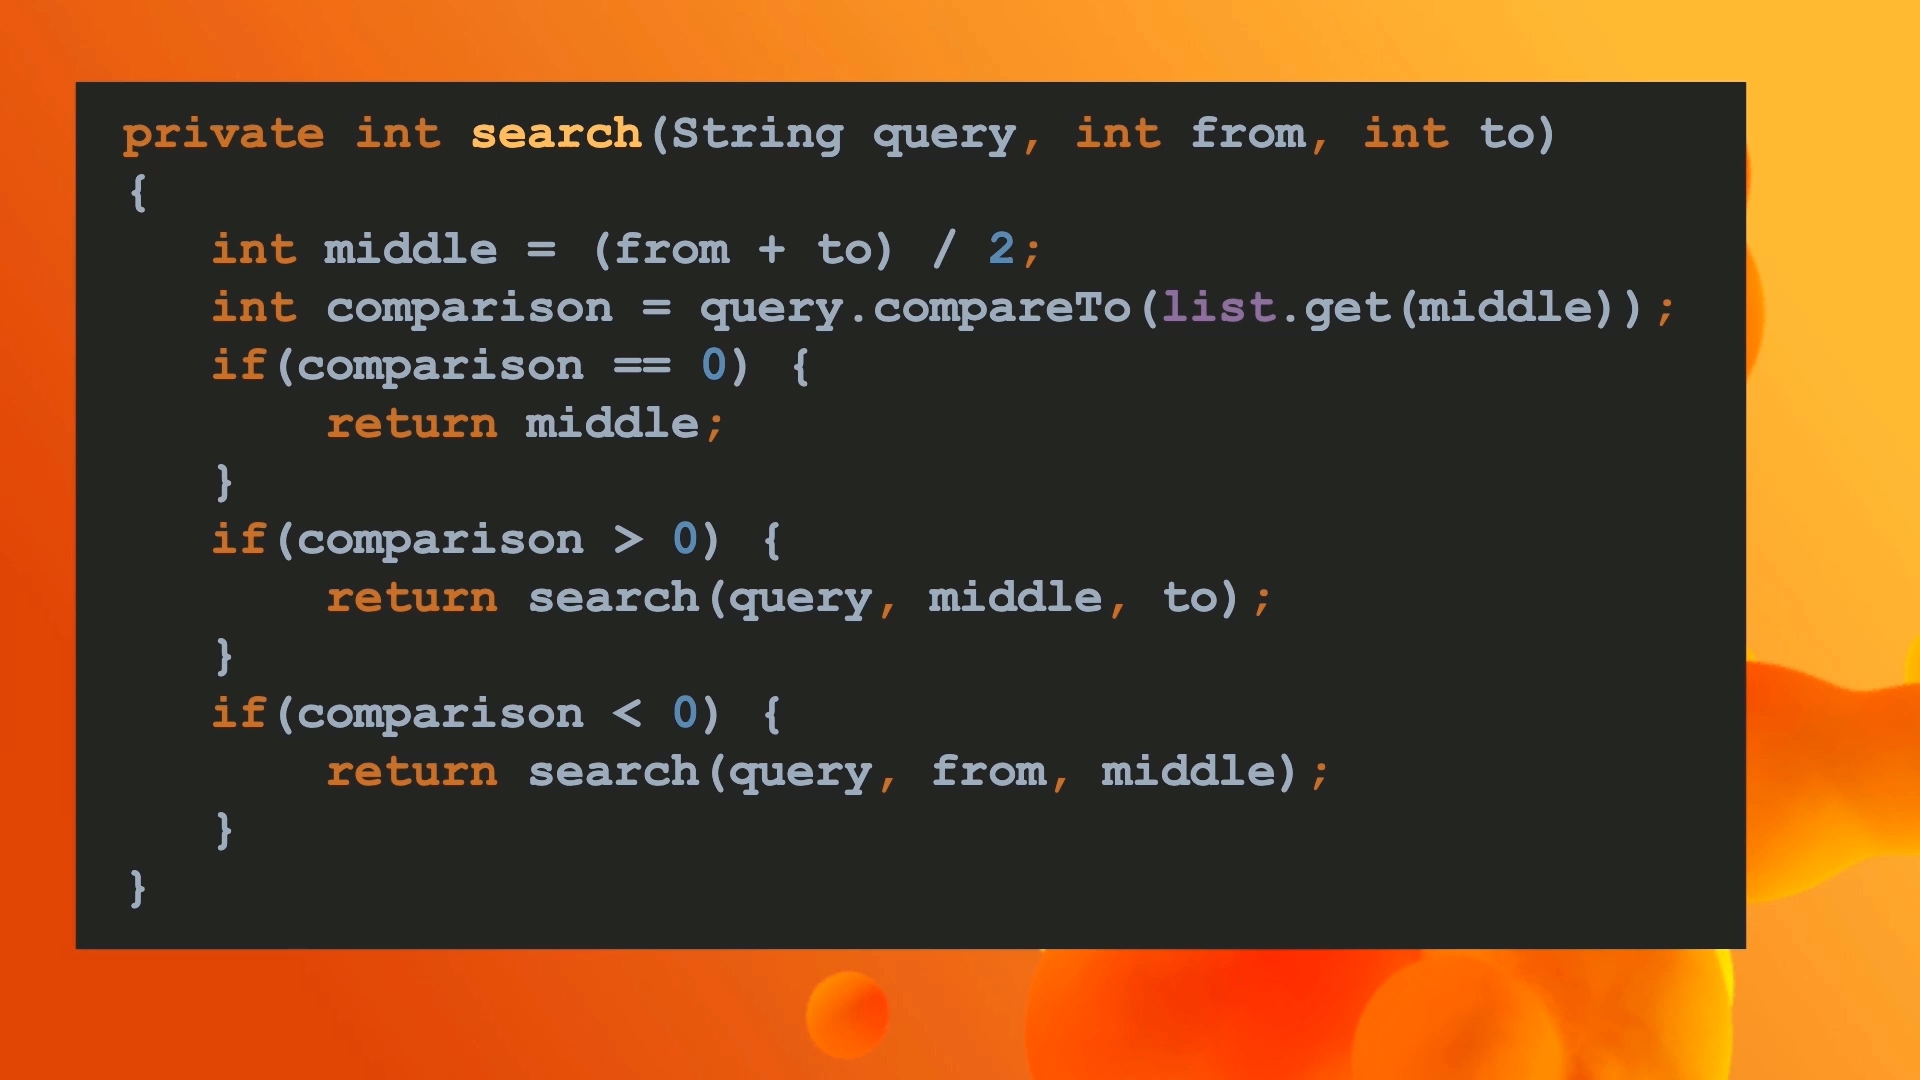 private int search(String query, int from, int to)
{
int middle = (from + to) / 2;
int comparison = query.compareTo(list.get(middle));
if(comparison == 0) {
return middle;
}
if(comparison > 0) {
return search(query, middle, to);
}
if(comparison < 0) {
return search(query, from, middle);
}
}